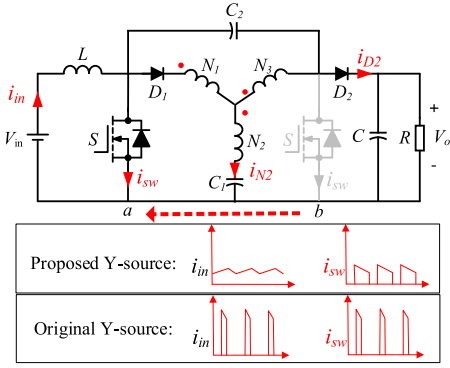 C2
L
N1
N3
iin
D1
D2
iD2
Vin
S
N2
S
C
R
+
Vo
-
isw
C1
iN2
isw
a
b
Proposed Y-source:
iin
isw
Original Y-source:
iin
isw